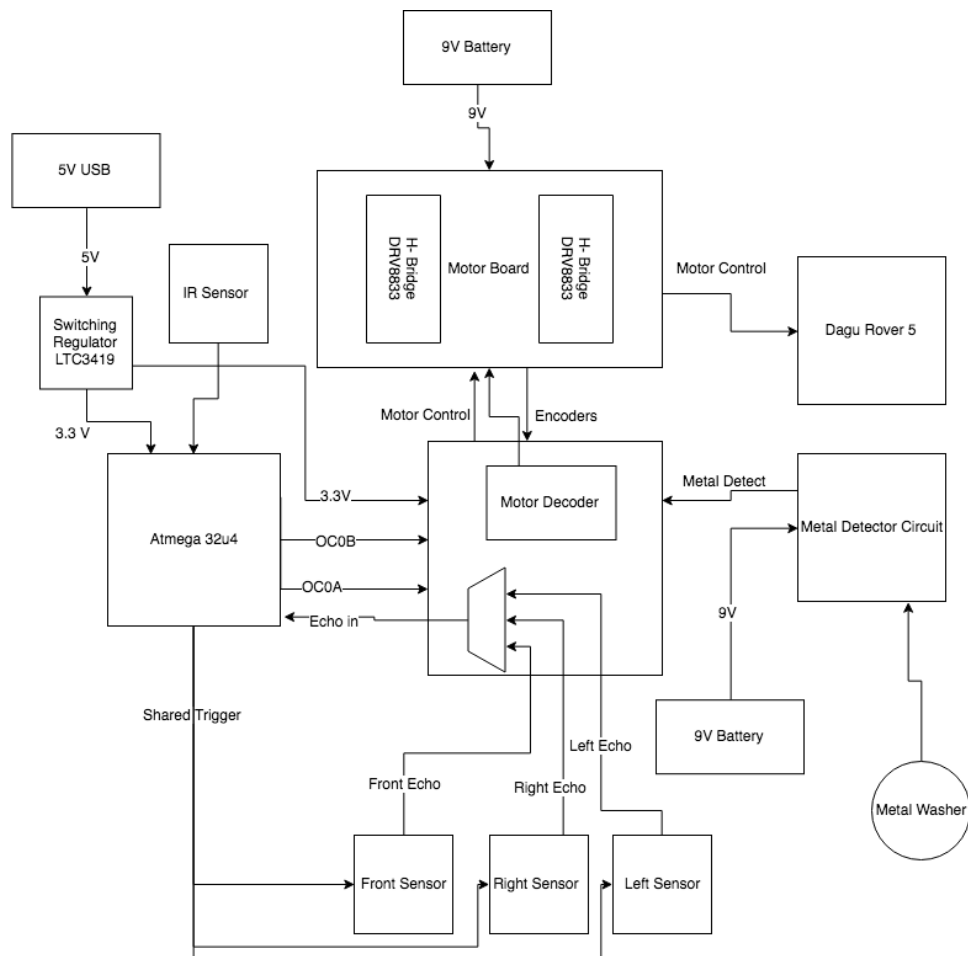 9V Battery
9V
5V USB
5V
IR Sensor
H- Bridge
DRV8833
Motor Board
H- Bridge
DRV8833
Motor Control
Dagu Rover 5
Switching
Regulator
LTC3419
3.3 V
Motor Control
Encoders
3.3V
Motor Decoder
Metal Detect
Metal Detector Circuit
Atmega 32u4
OC0B
OC0A
Echo in
9V
Shared Trigger
Front Echo
Right Echo
Left Echo
9V Battery
Metal Washer
Front Sensor
Right Sensor
Left Sensor